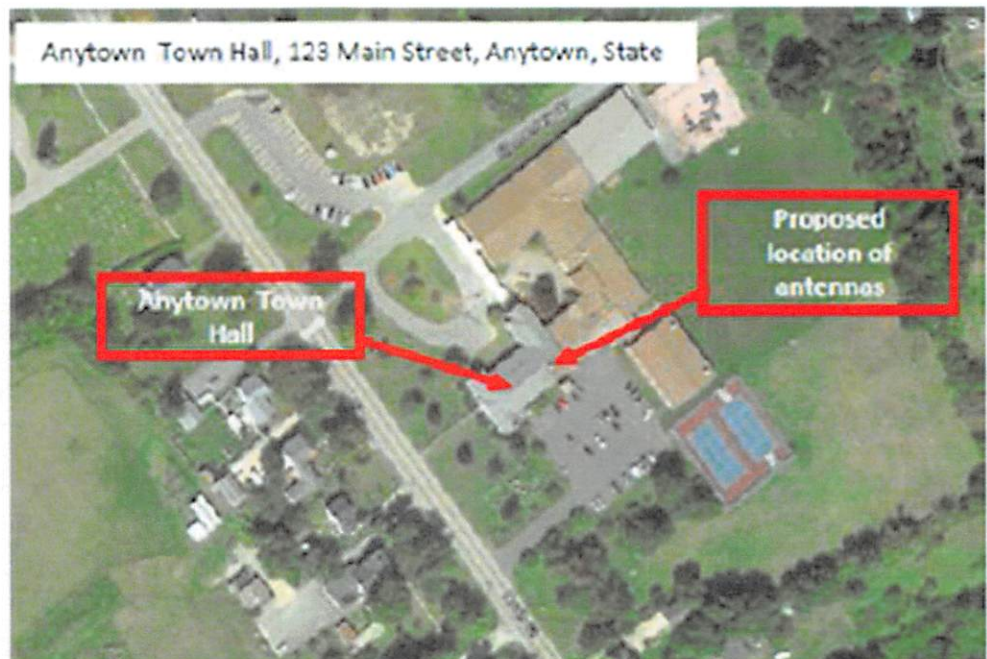 Anytown Town Hall, 123 Main Street, Anytown, State
Proposed
location of
antennas
Anytown Town
Hall